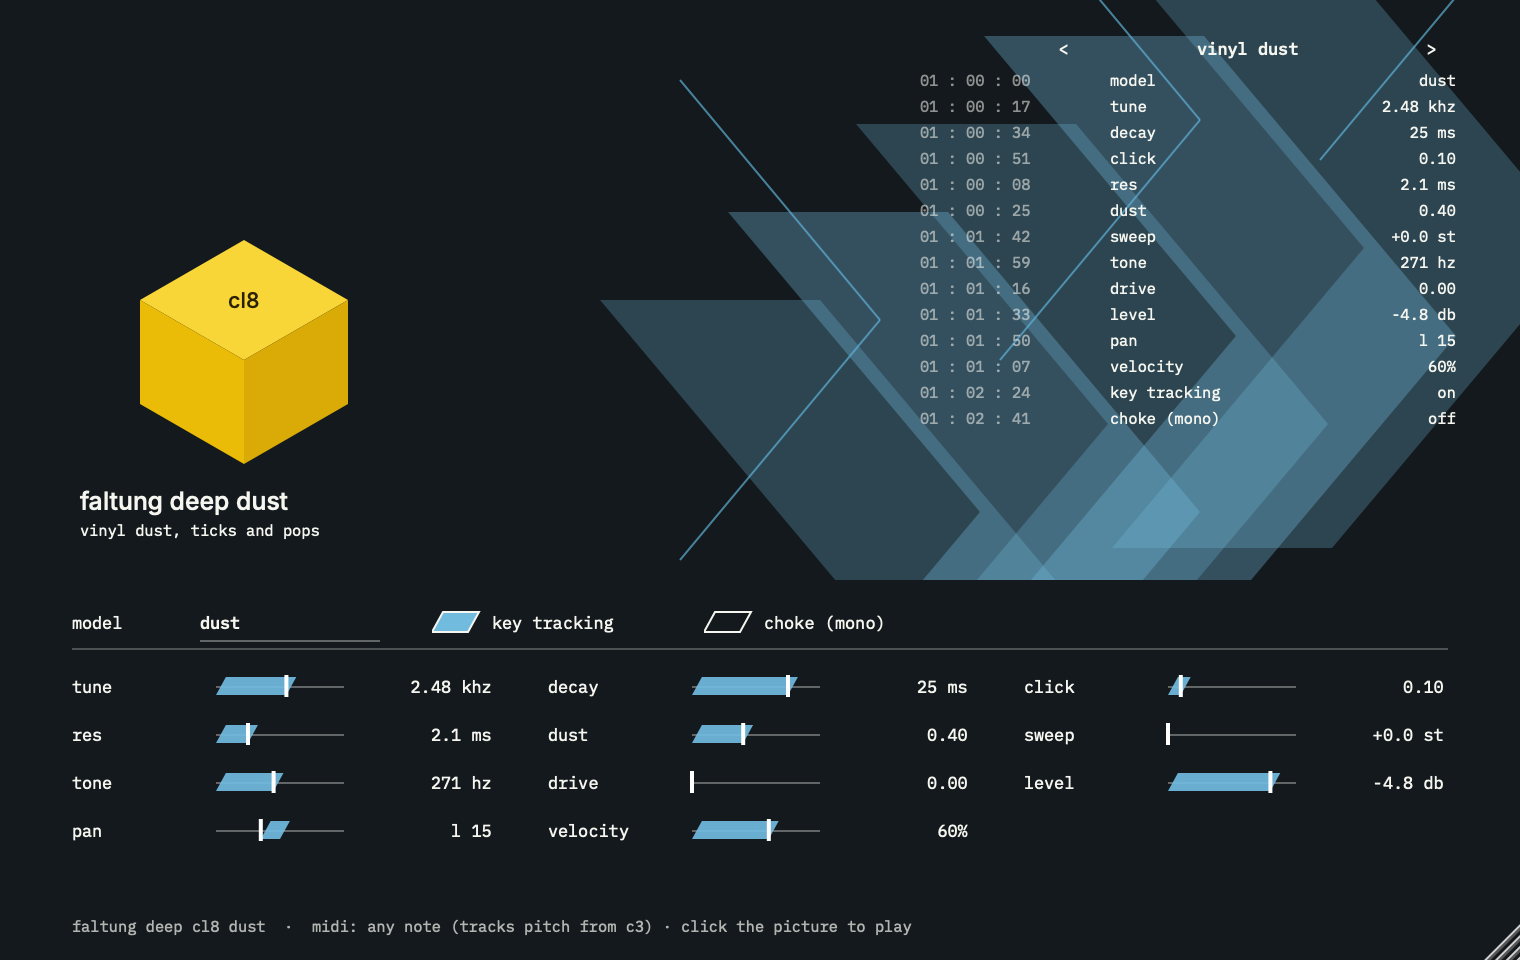 < vinyl dust >
01 : 00 : 00 model dust
01 : 00 : 17 tune 2.48 khz
01 : 00 : 34 decay 25 ms
01 : 00 : 51 click 0.10
01 : 00 : 08 res 2.1 ms
01 : 00 : 25 dust 0.40
01 : 01 : 42 sweep +0.0 st
01 : 01 : 59 tone 271 hz
01 : 01 : 16 drive 0.00
01 : 01 : 33 level -4.8 db
01 : 01 : 50 pan l 15
01 : 01 : 07 velocity 60%
01 : 02 : 24 key tracking on
01 : 02 : 41 choke (mono) off
cl8
faltung deep dust
vinyl dust, ticks and pops
model dust key tracking choke (mono)
tune 2.48 khz decay 25 ms click 0.10
res 2.1 ms dust 0.40 sweep +0.0 st
tone 271 hz drive 0.00 level -4.8 db
pan l 15 velocity 60%
faltung deep cl8 dust · midi: any note (tracks pitch from c3) · click the picture to play